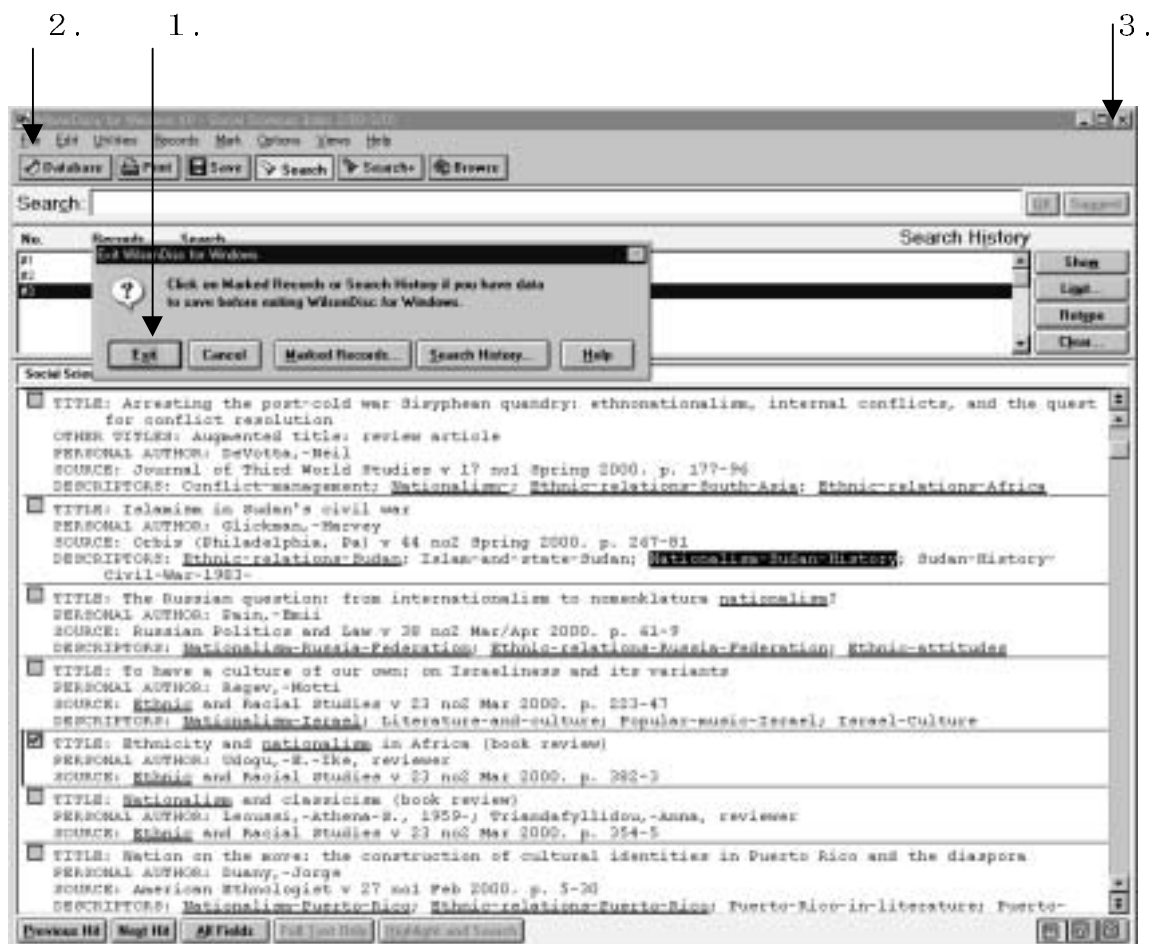 2. 1. 3.
WilsonDisc for Windows
File Edit Utilities Records Mark Options Views Help
Database Print Save Search Search+ Browse
Search: OK Suggest
No. Records Search Search History
Exit WilsonDisc for Windows
#1 Show
#2
#3 Limit...
Click on Marked Records or Search History if you have data
to save before exiting WilsonDisc for Windows.
Retype
Exit Cancel Marked Records... Search History... Help Clear...
Social Scien
TITLE: Arresting the post-cold war Sisyphean quandry: ethnonationalism, internal conflicts, and the quest
for conflict resolution
OTHER TITLES: Augmented title: review article
PERSONAL AUTHOR: DeVotta,-Neil
SOURCE: Journal of Third World Studies v 17 no1 Spring 2000. p. 177-96
DESCRIPTORS: Conflict-management; Nationalism-; Ethnic-relations-South-Asia; Ethnic-relations-Africa
TITLE: Islamism in Sudan's civil war
PERSONAL AUTHOR: Glickman,-Harvey
SOURCE: Orbis (Philadelphia, Pa) v 44 no2 Spring 2000. p. 267-81
DESCRIPTORS: Ethnic-relations-Sudan; Islam-and-state-Sudan; Nationalism-Sudan-History; Sudan-History-
Civil-War-1983-
TITLE: The Russian question: from internationalism to nomenklatura nationalism?
PERSONAL AUTHOR: Pain,-Emil
SOURCE: Russian Politics and Law v 38 no2 Mar/Apr 2000. p. 61-9
DESCRIPTORS: Nationalism-Russia-Federation; Ethnic-relations-Russia-Federation; Ethnic-attitudes
TITLE: To have a culture of our own: on Israeliness and its variants
PERSONAL AUTHOR: Regev,-Motti
SOURCE: Ethnic and Racial Studies v 23 no2 Mar 2000. p. 223-47
DESCRIPTORS: Nationalism-Israel; Literature-and-culture; Popular-music-Israel; Israel-Culture
TITLE: Ethnicity and nationalism in Africa (book review)
PERSONAL AUTHOR: Udogu,-E.-Ike, reviewer
SOURCE: Ethnic and Racial Studies v 23 no2 Mar 2000. p. 382-3
TITLE: Nationalism and classicism (book review)
PERSONAL AUTHOR: Leoussi,-Athena-S., 1959-; Triandafyllidou,-Anna, reviewer
SOURCE: Ethnic and Racial Studies v 23 no2 Mar 2000. p. 354-5
TITLE: Nation on the move: the construction of cultural identities in Puerto Rico and the diaspora
PERSONAL AUTHOR: Duany,-Jorge
SOURCE: American Ethnologist v 27 no1 Feb 2000. p. 5-30
DESCRIPTORS: Nationalism-Puerto-Rico; Ethnic-relations-Puerto-Rico; Puerto-Rico-in-literature; Puerto-
Previous Hit Next Hit All Fields Full Text Only Highlight and Search